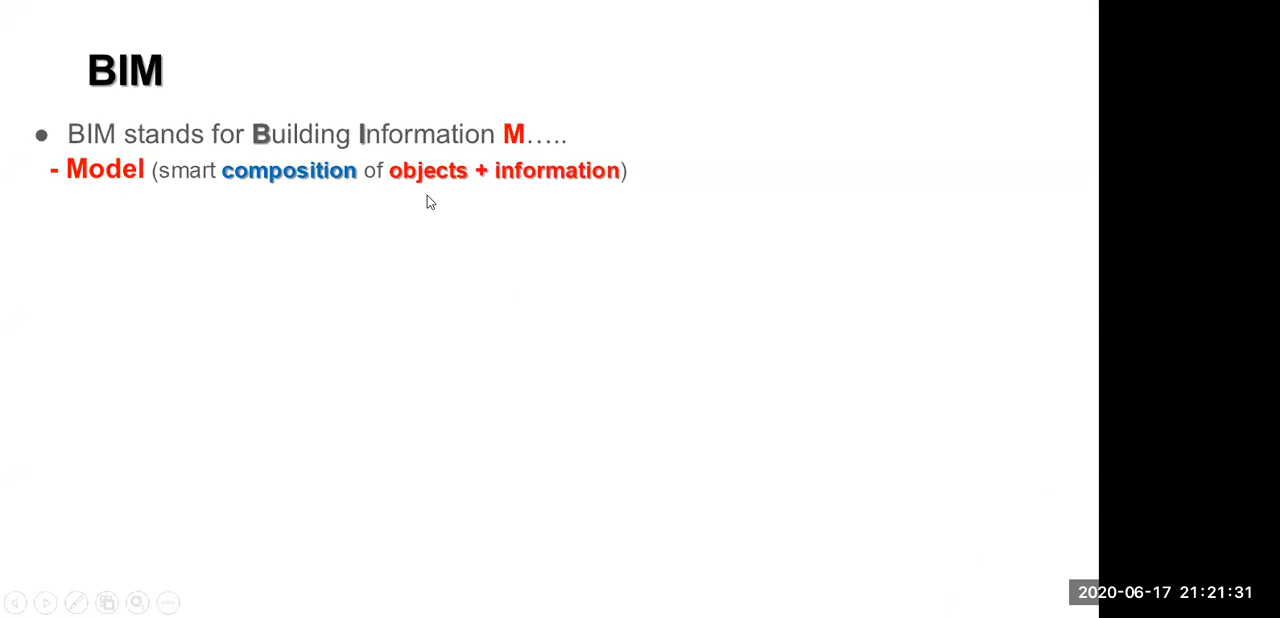 BIM
● BIM stands for Building Information M.....
- Model (smart composition of objects + information)
2020-06-17 21:21:31